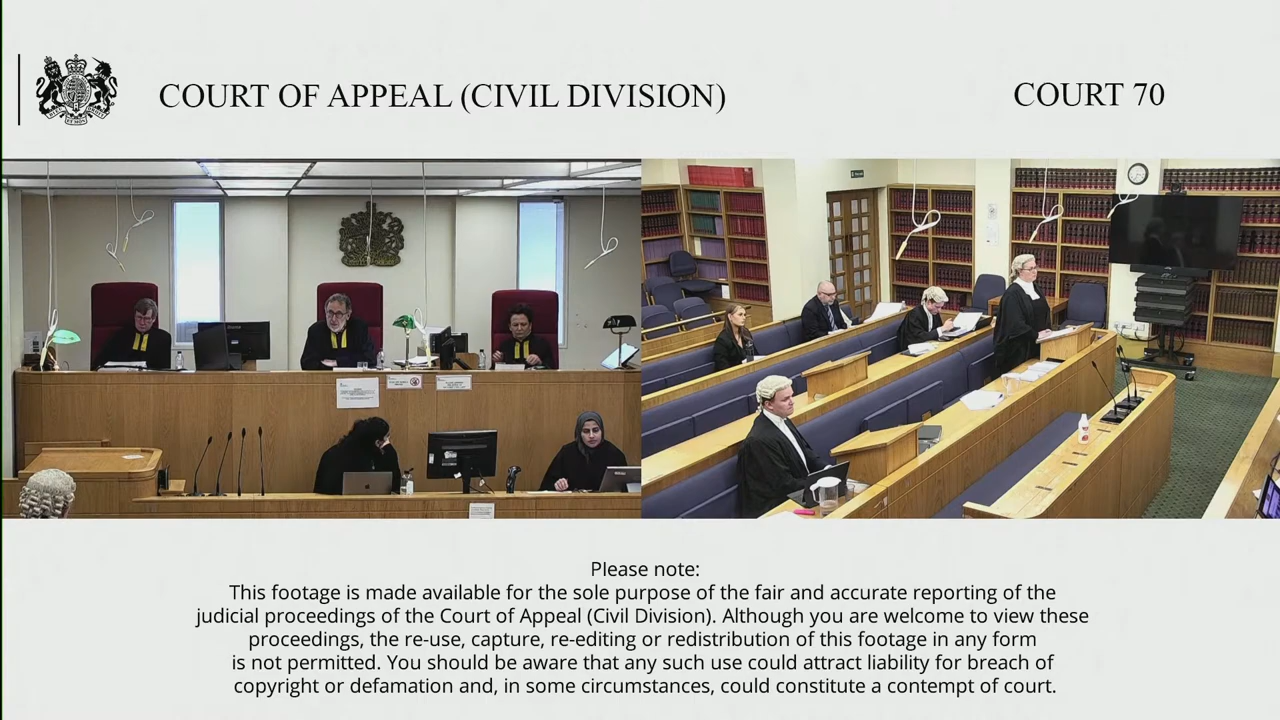 COURT OF APPEAL (CIVIL DIVISION)
COURT 70
Please note:
This footage is made available for the sole purpose of the fair and accurate reporting of the
judicial proceedings of the Court of Appeal (Civil Division). Although you are welcome to view these
proceedings, the re-use, capture, re-editing or redistribution of this footage in any form
is not permitted. You should be aware that any such use could attract liability for breach of
copyright or defamation and, in some circumstances, could constitute a contempt of court.